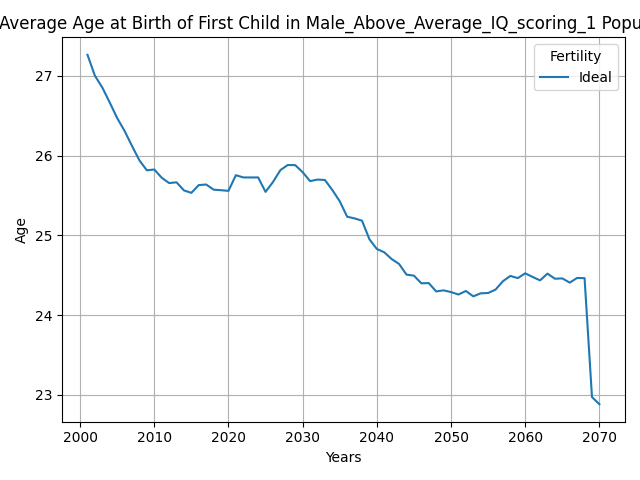 Average Age at Birth of First Child in Male_Above_Average_IQ_scoring_1 Popu
Fertility
Ideal
27
26
25
24
23
Age
2000 2010 2020 2030 2040 2050 2060 2070
Years